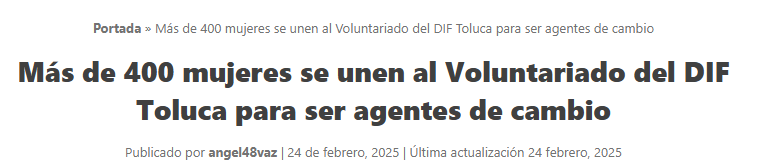 Portada » Más de 400 mujeres se unen al Voluntariado del DIF Toluca para ser agentes de cambio
Más de 400 mujeres se unen al Voluntariado del DIF
Toluca para ser agentes de cambio
Publicado por angel48vaz | 24 de febrero, 2025 | Última actualización 24 febrero, 2025